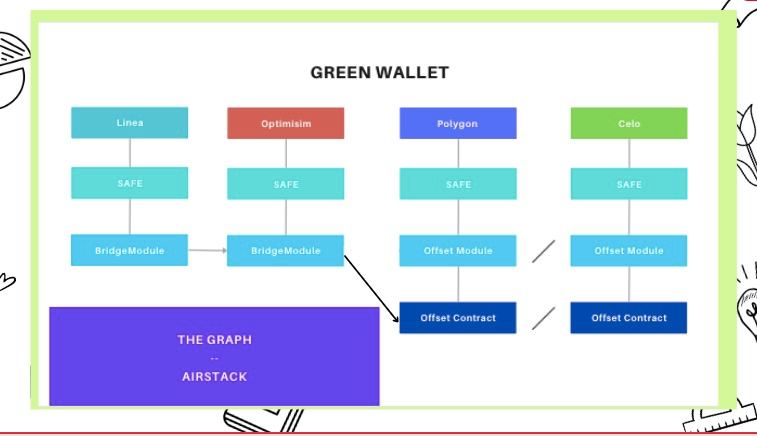 GREEN WALLET
Linea
Optimisim
Polygon
Celo
SAFE
SAFE
SAFE
SAFE
BridgeModule
BridgeModule
Offset Module
Offset Module
Offset Contract
Offset Contract
THE GRAPH
--
AIRSTACK